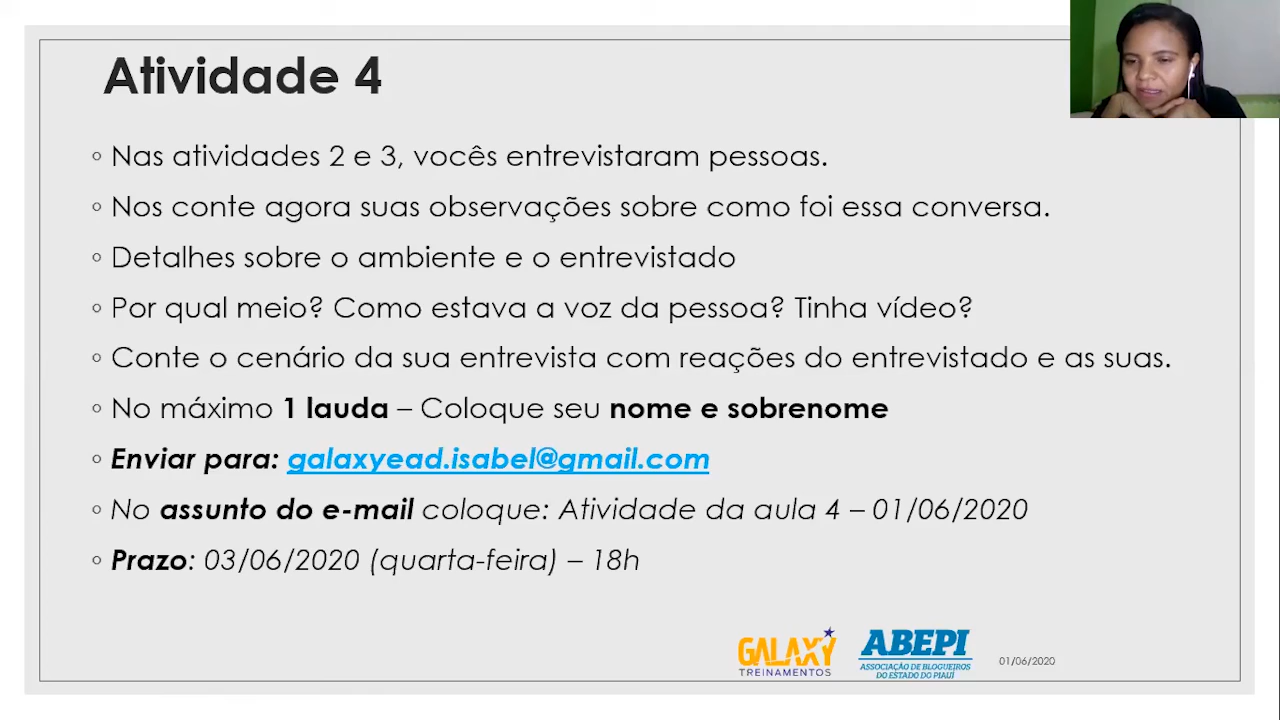 Atividade 4
◦ Nas atividades 2 e 3, vocês entrevistaram pessoas.
◦ Nos conte agora suas observações sobre como foi essa conversa.
◦ Detalhes sobre o ambiente e o entrevistado
◦ Por qual meio? Como estava a voz da pessoa? Tinha vídeo?
◦ Conte o cenário da sua entrevista com reações do entrevistado e as suas.
◦ No máximo 1 lauda – Coloque seu nome e sobrenome
◦ Enviar para: galaxyead.isabel@gmail.com
◦ No assunto do e-mail coloque: Atividade da aula 4 – 01/06/2020
◦ Prazo: 03/06/2020 (quarta-feira) – 18h
GALAXY
TREINAMENTOS
ABEPI
ASSOCIAÇÃO DE BLOGUEIROS
DO ESTADO DO PIAUÍ
01/06/2020